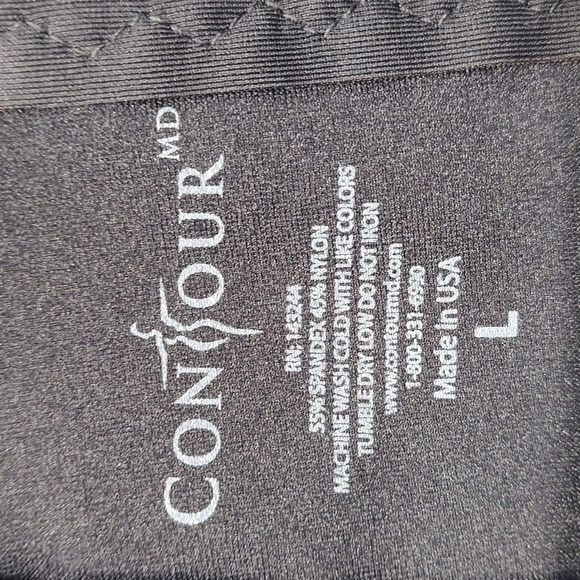 CONTOUR MD
RN: 143244
55% SPANDEX 45% NYLON
MACHINE WASH COLD WITH LIKE COLORS
TUMBLE DRY LOW DO NOT IRON
www.contourmd.com
1-800-331-6990
Made In USA
L